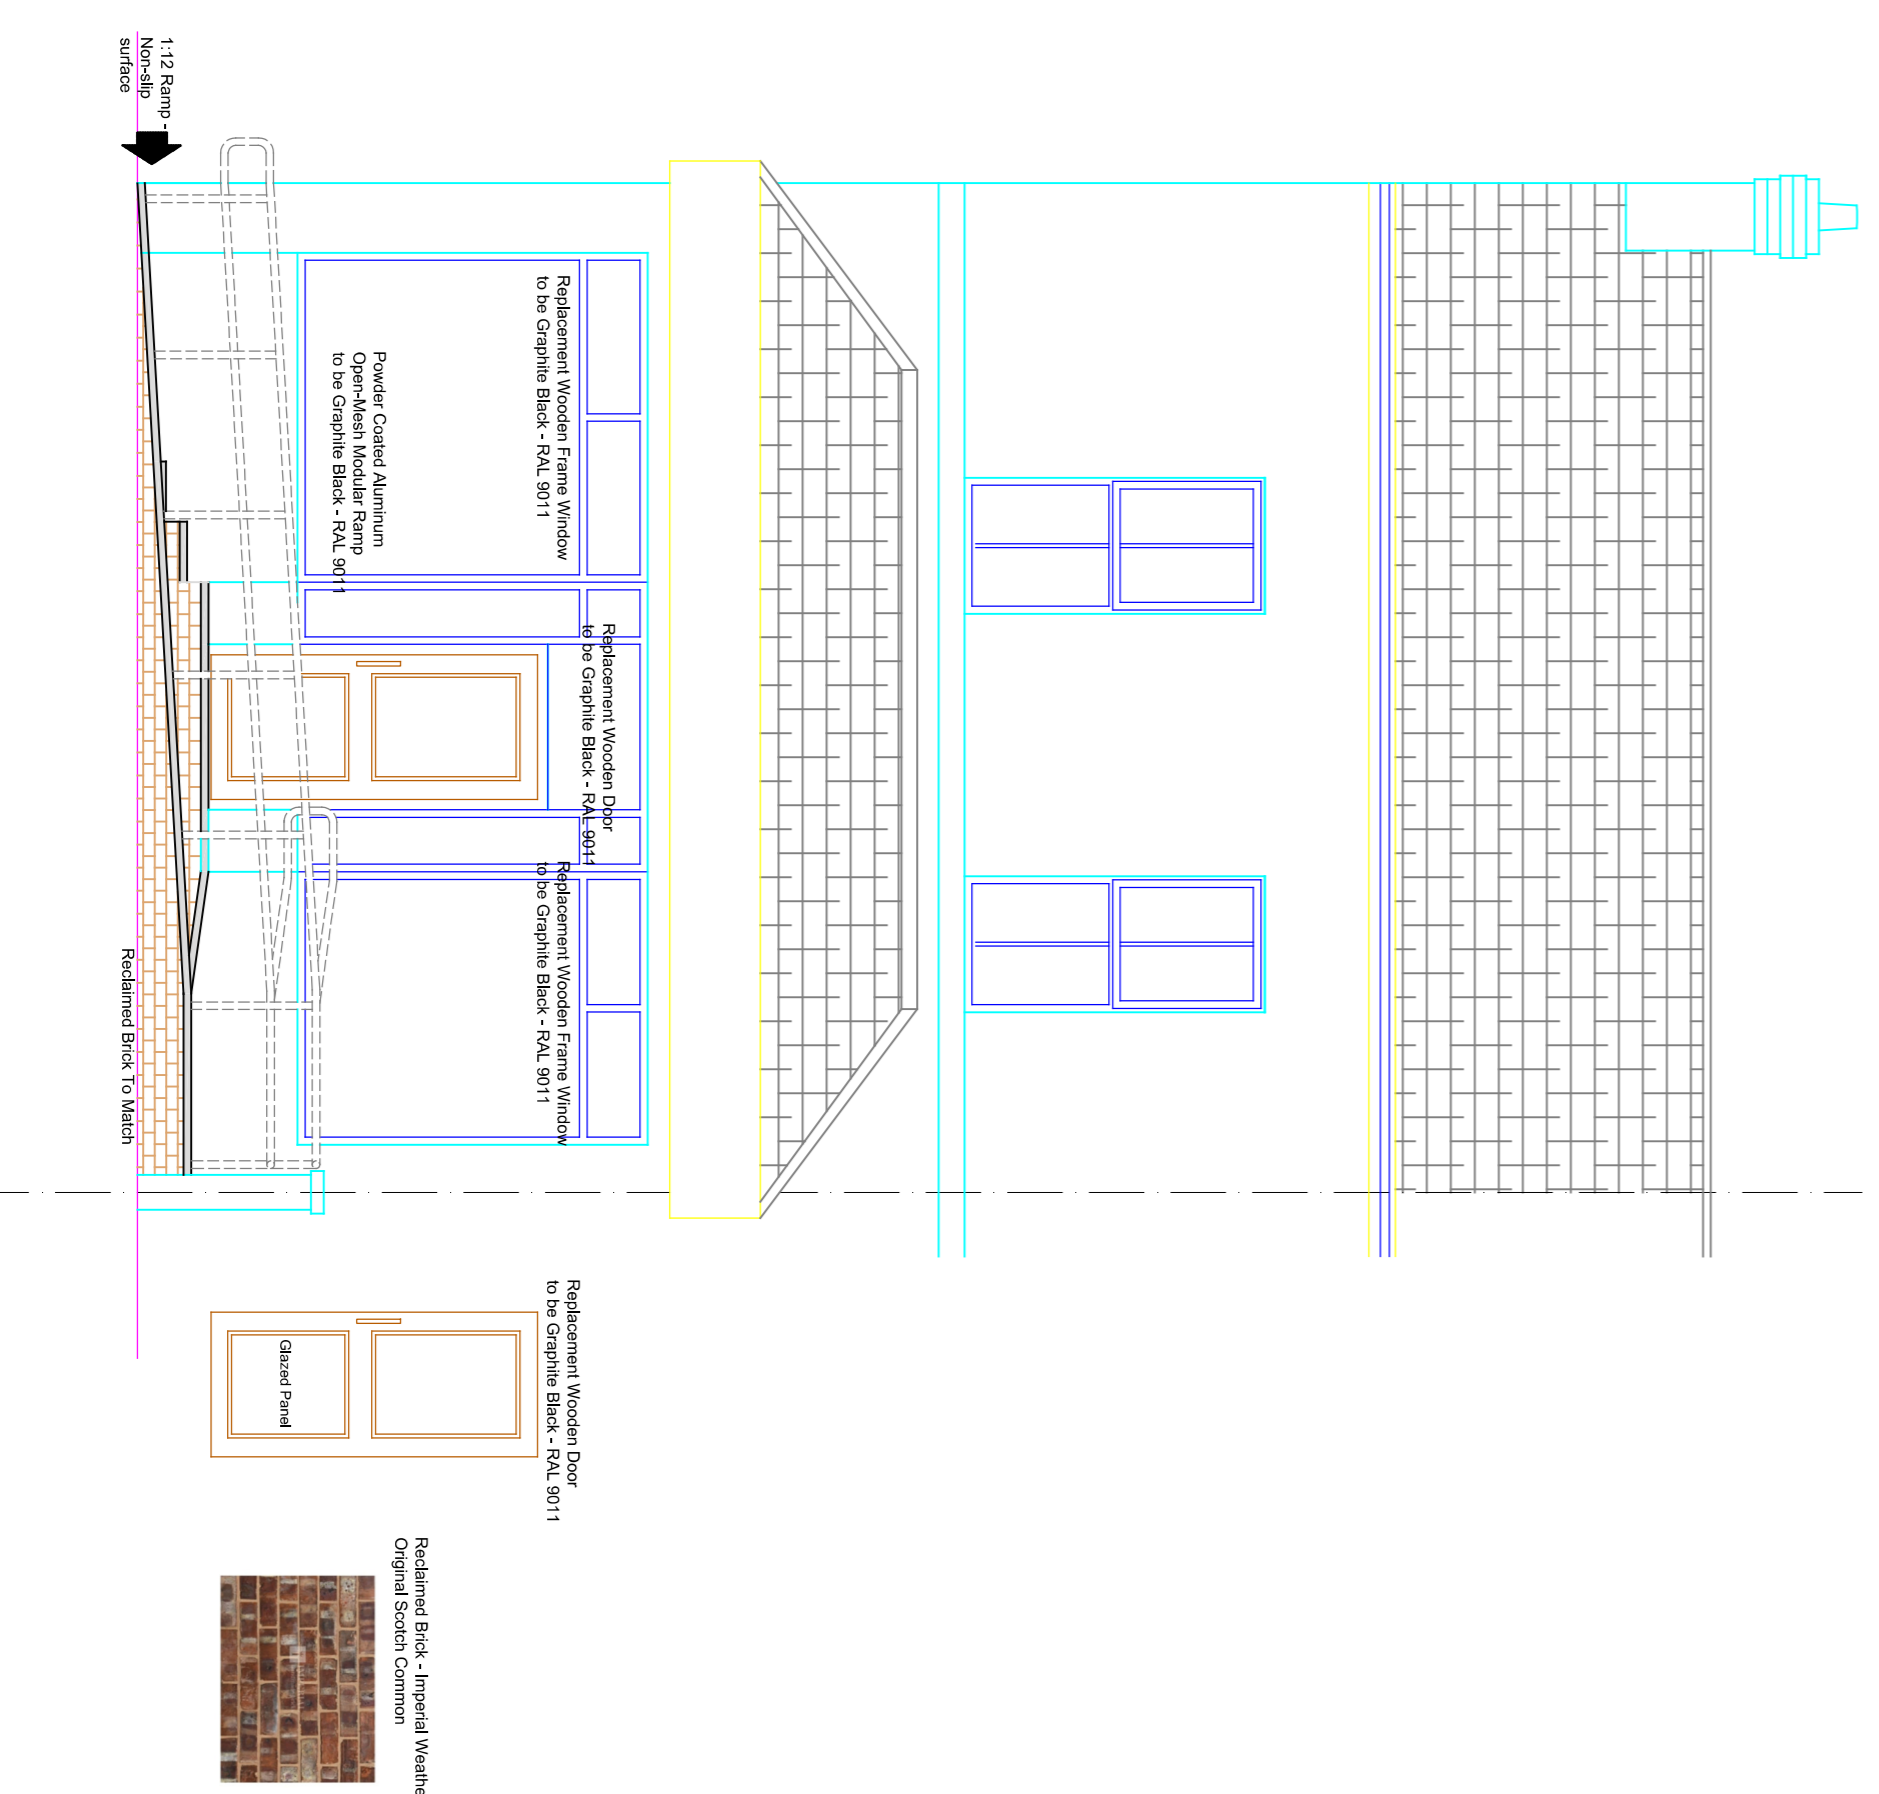 1:12 Ramp -
Non-slip
surface
Replacement Wooden Frame Window
to be Graphite Black - RAL 9011
Powder Coated Aluminum
Open-Mesh Modular Ramp
to be Graphite Black - RAL 9011
Replacement Wooden Door
to be Graphite Black - RAL 9011
Replacement Wooden Frame Window
to be Graphite Black - RAL 9011
Reclaimed Brick To Match
Replacement Wooden Door
to be Graphite Black - RAL 9011
Glazed Panel
Reclaimed Brick - Imperial Weathe
Original Scotch Common